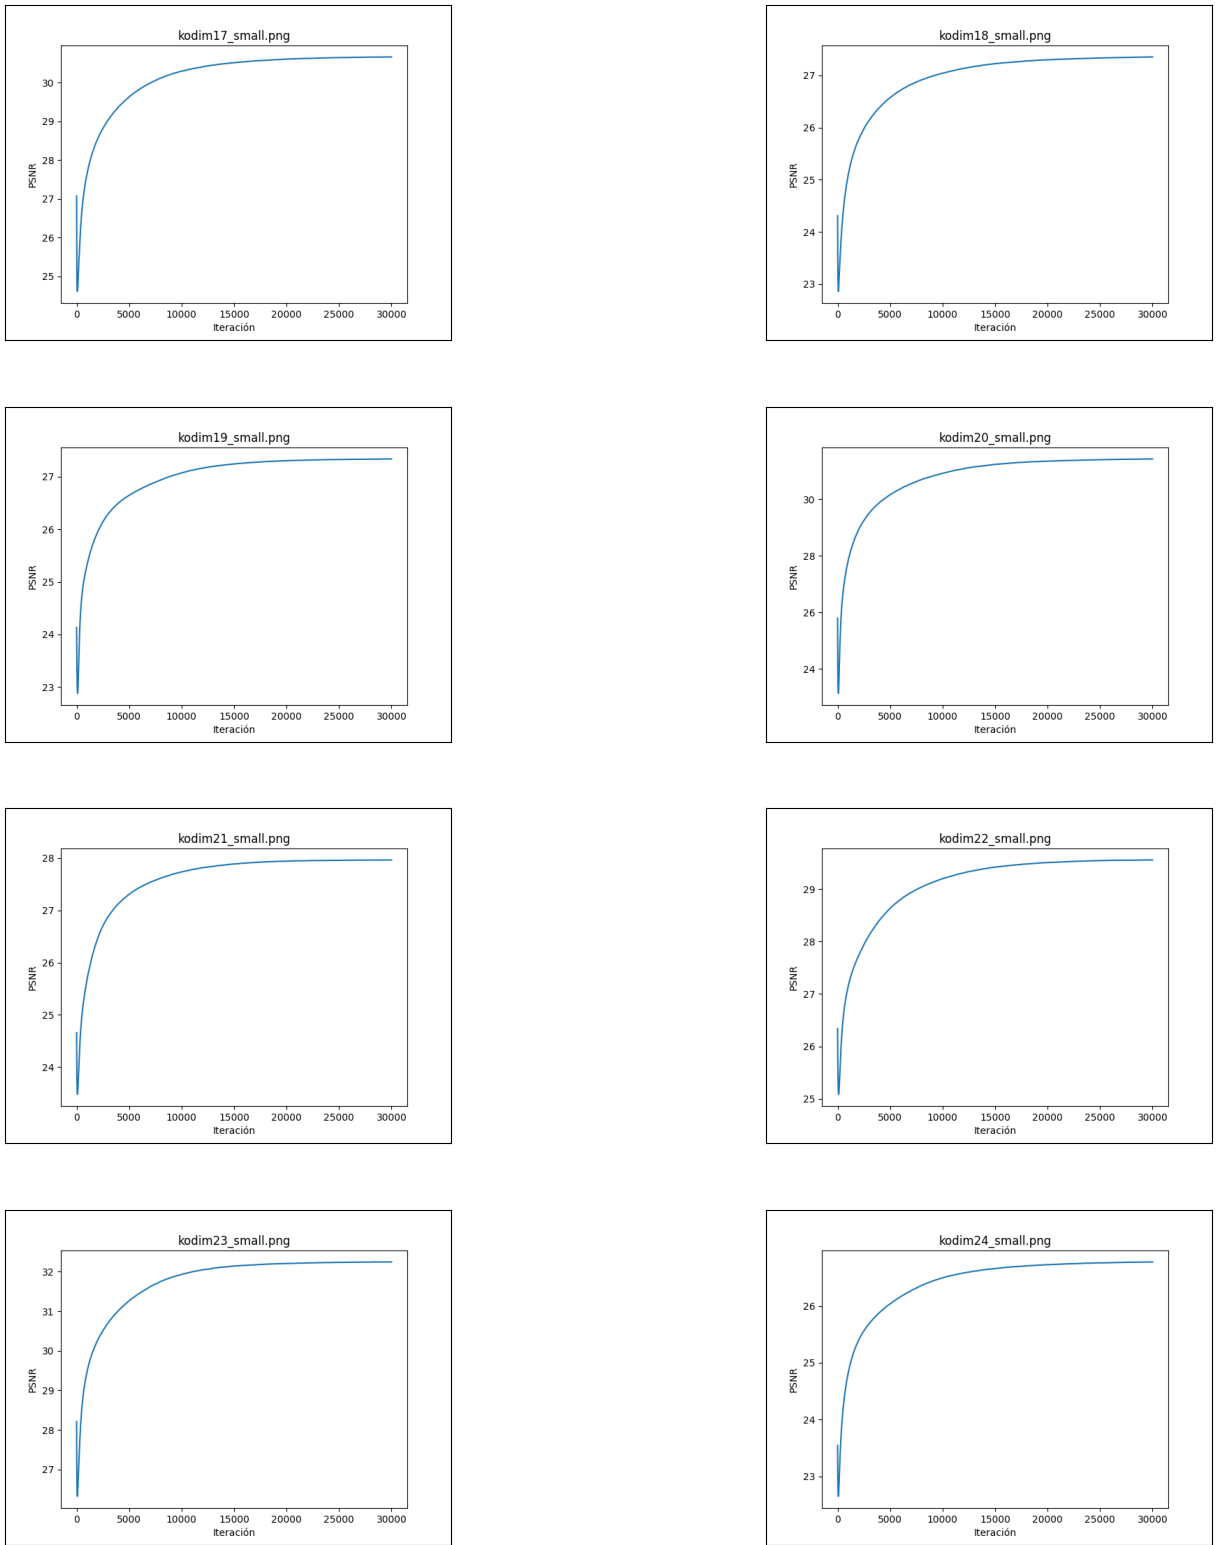 kodim17_small.png
30
29
28
27
26
25
PSNR
0 5000 10000 15000 20000 25000 30000
Iteración
kodim18_small.png
27
26
25
24
23
PSNR
0 5000 10000 15000 20000 25000 30000
Iteración
kodim19_small.png
27
26
25
24
23
PSNR
0 5000 10000 15000 20000 25000 30000
Iteración
kodim20_small.png
30
28
26
24
PSNR
0 5000 10000 15000 20000 25000 30000
Iteración
kodim21_small.png
28
27
26
25
24
PSNR
0 5000 10000 15000 20000 25000 30000
Iteración
kodim22_small.png
29
28
27
26
25
PSNR
0 5000 10000 15000 20000 25000 30000
Iteración
kodim23_small.png
32
31
30
29
28
27
PSNR
0 5000 10000 15000 20000 25000 30000
Iteración
kodim24_small.png
26
25
24
23
PSNR
0 5000 10000 15000 20000 25000 30000
Iteración